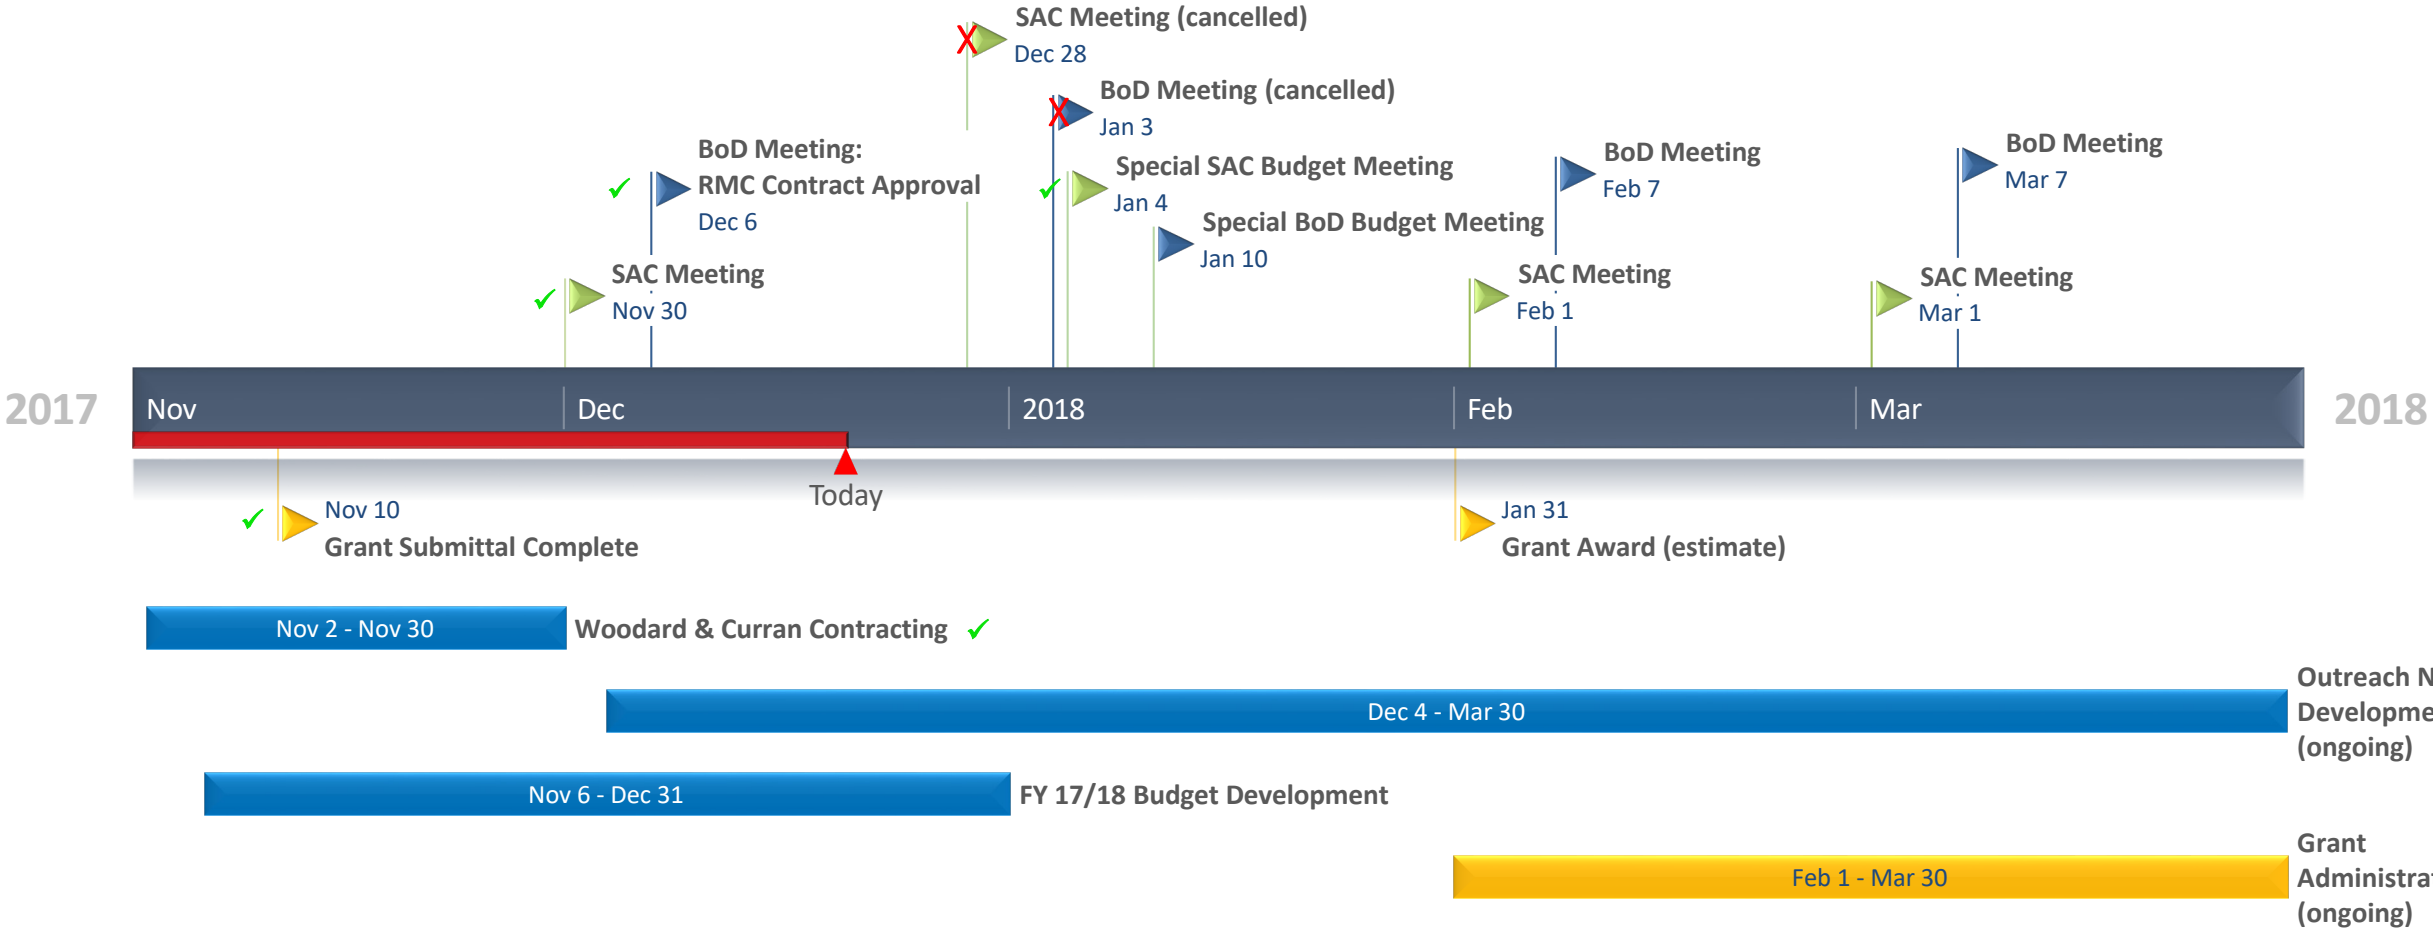 SAC Meeting (cancelled)
Dec 28
BoD Meeting (cancelled)
Jan 3
BoD Meeting:
RMC Contract Approval
Dec 6
Special SAC Budget Meeting
Jan 4
BoD Meeting
Feb 7
BoD Meeting
Mar 7
Special BoD Budget Meeting
Jan 10
SAC Meeting
Nov 30
SAC Meeting
Feb 1
SAC Meeting
Mar 1
2017
Nov
Dec
2018
Feb
Mar
2018
Today
Nov 10
Grant Submittal Complete
Jan 31
Grant Award (estimate)
Nov 2 - Nov 30
Woodard & Curran Contracting
Dec 4 - Mar 30
Outreach
(ongoing)
Nov 6 - Dec 31
FY 17/18 Budget Development
Feb 1 - Mar 30
Grant
(ongoing)